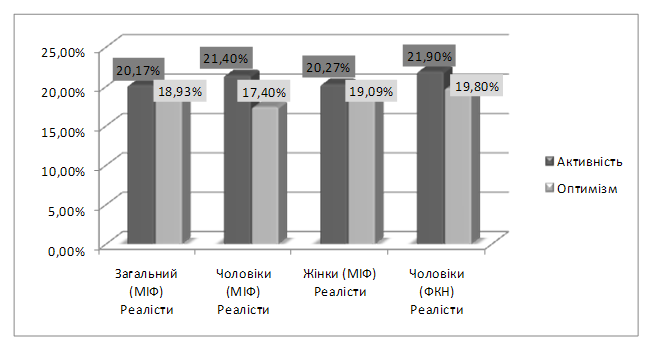 25,00%
20,00%
15,00%
10,00%
5,00%
0,00%
20,17%
18,93%
21,40%
17,40%
20,27%
19,09%
21,90%
19,80%
Загальний
(МІФ)
Реалісти
Чоловіки
(МІФ)
Реалісти
Жінки (МІФ)
Реалісти
Чоловіки
(ФКН)
Реалісти
Активність
Оптимізм